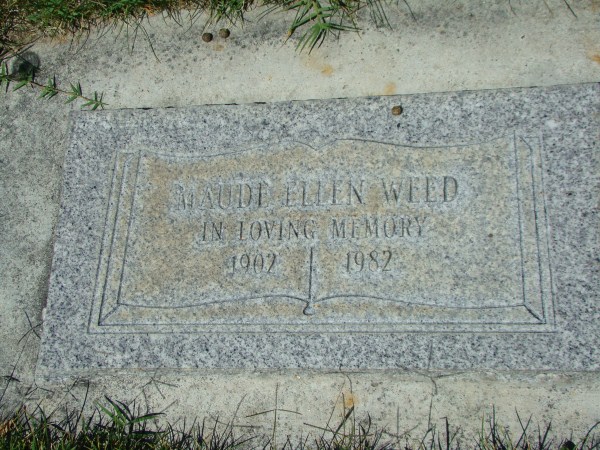 MAUDE ELLEN WEED
IN LOVING MEMORY
1902 1982